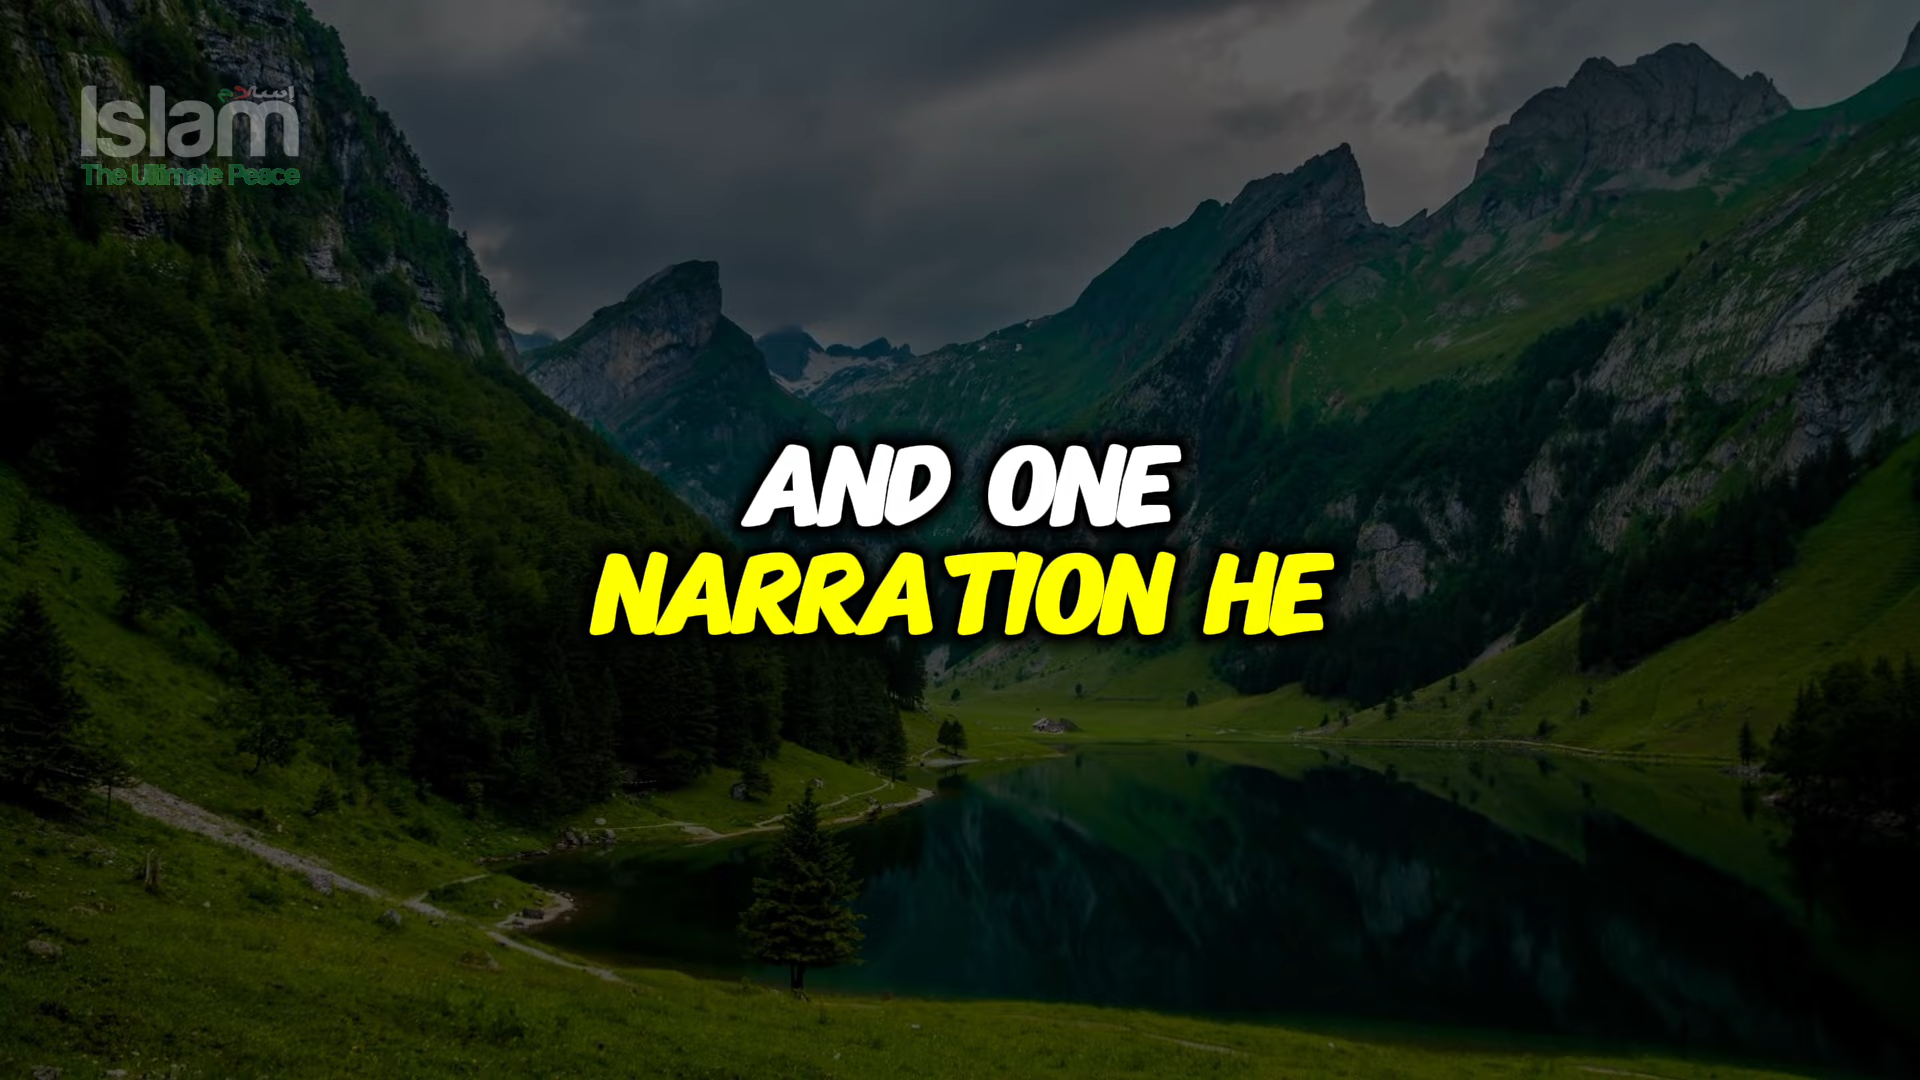 إسلام
Islam
The Ultimate Peace
AND ONE
NARRATION HE